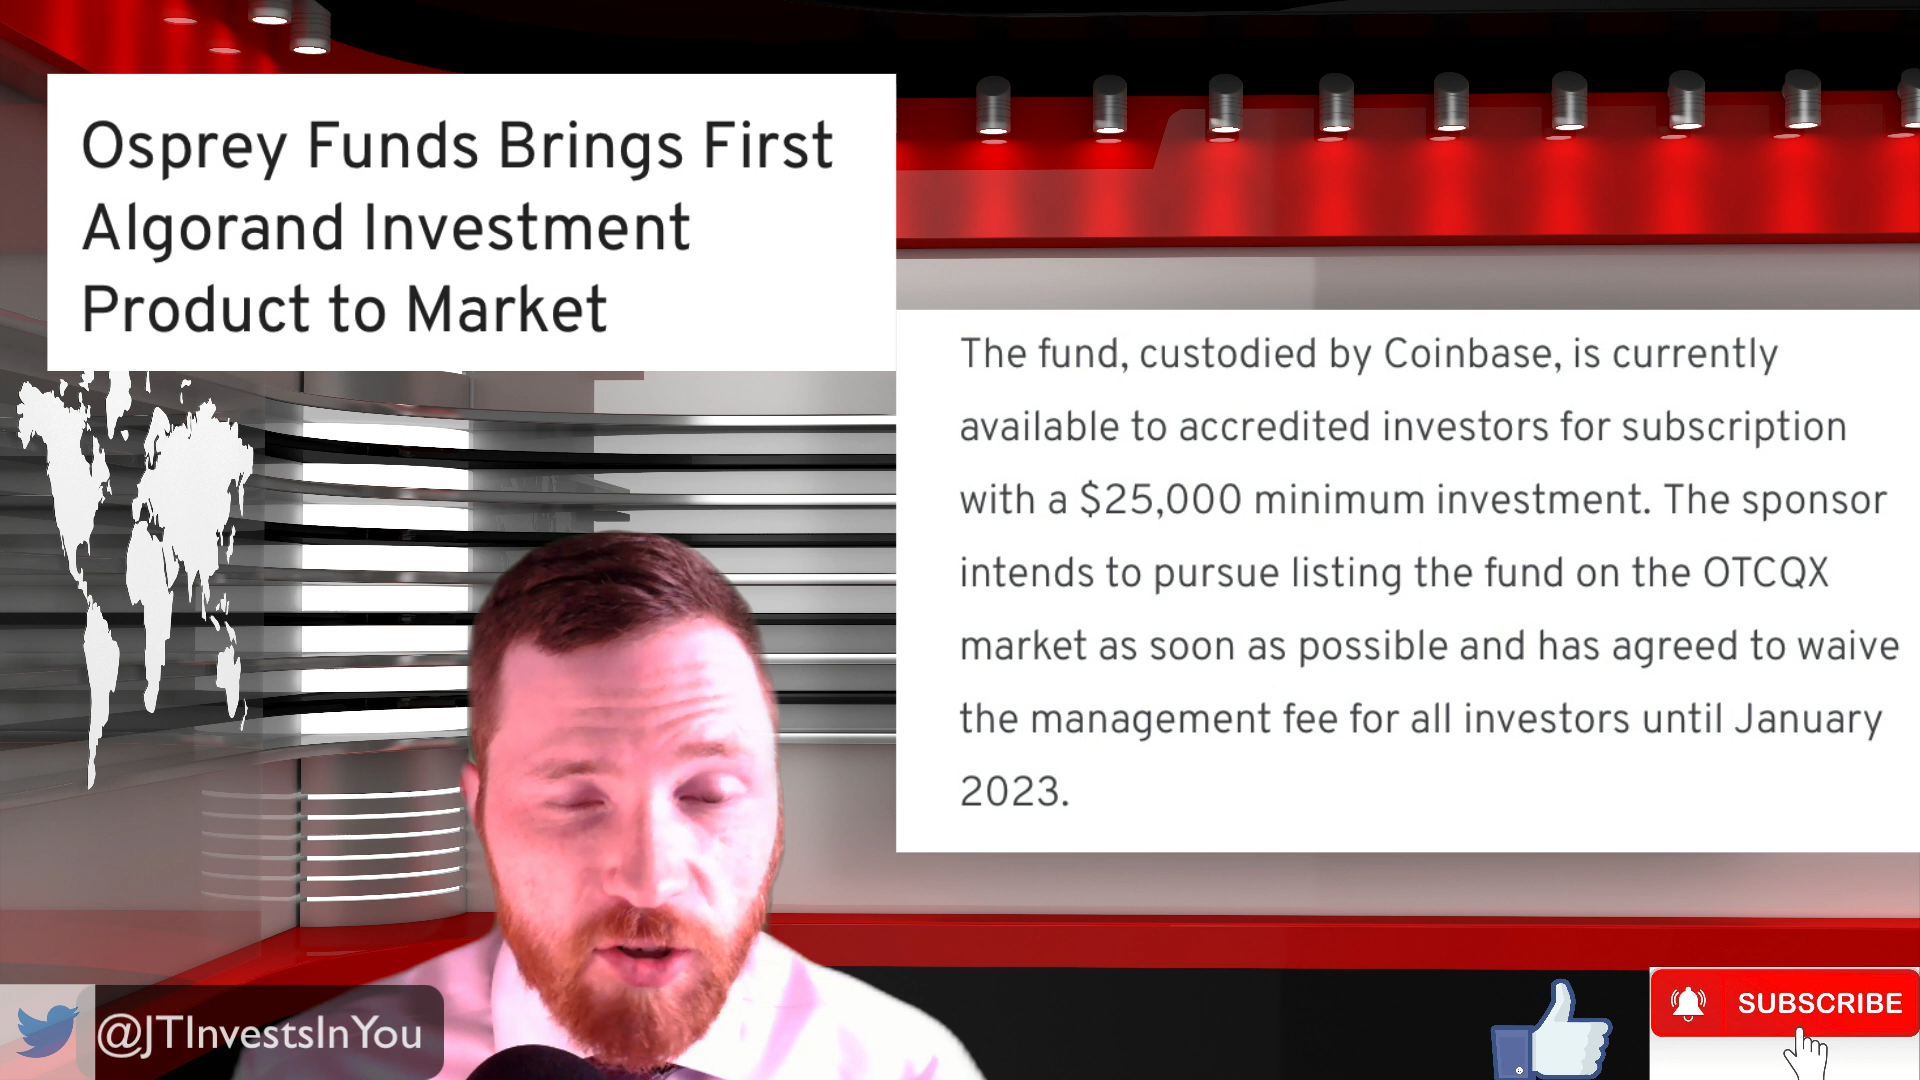 Osprey Funds Brings First
Algorand Investment
Product to Market
The fund, custodied by Coinbase, is currently
available to accredited investors for subscription
with a $25,000 minimum investment. The sponsor
intends to pursue listing the fund on the OTCQX
market as soon as possible and has agreed to waive
the management fee for all investors until January
2023.
@JTInvestsInYou
SUBSCRIBE